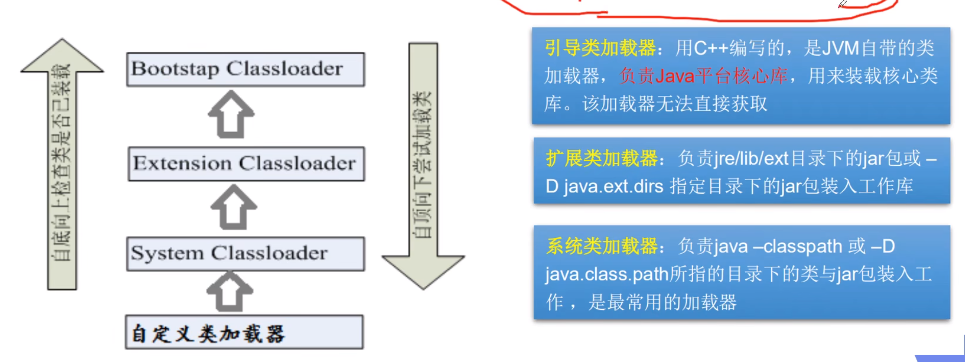 自底向上检查类是否已装载
Bootstap Classloader
Extension Classloader
System Classloader
自定义类加载器
自顶向下尝试加载类
引导类加载器：用C++编写的，是JVM自带的类
加载器，负责Java平台核心库，用来装载核心类
库。该加载器无法直接获取
扩展类加载器：负责jre/lib/ext目录下的jar包或 –
D java.ext.dirs 指定目录下的jar包装入工作库
系统类加载器：负责java –classpath 或 –D
java.class.path所指的目录下的类与jar包装入工
作 ，是最常用的加载器